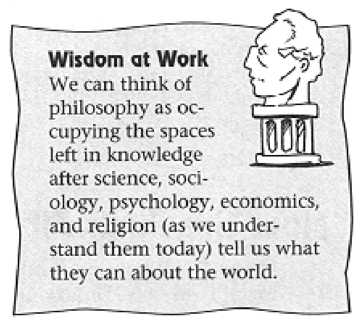 Wisdom at Work
We can think of
philosophy as oc-
cupying the spaces
left in knowledge
after science, soci-
ology, psychology, economics,
and religion (as we under-
stand them today) tell us what
they can about the world.